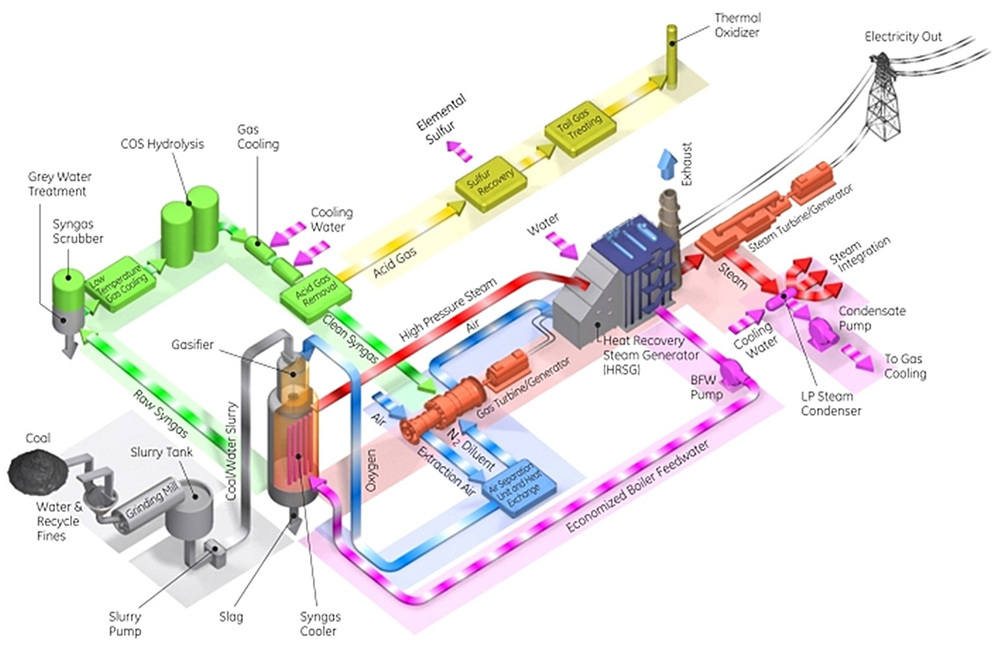 Thermal
Oxidizer
Electricity Out
Elemental
Sulfur
Tail Gas
Treating
Gas
Cooling
COS Hydrolysis
Exhaust
Grey Water
Treatment
Sulfur
Recovery
Syngas
Scrubber
Cooling
Water
Water
Steam Turbine/Generator
Acid Gas
Low
Temperature
Gas Cooling
Acid Gas
Removal
Steam
Steam
Integration
High Pressure Steam
Air
Clean Syngas
Gasifier
Heat Recovery
Steam Generator
(HRSG)
Cooling
Water
Condensate
Pump
To Gas
Cooling
BFW
Pump
LP Steam
Condenser
Gas Turbine/Generator
Raw Syngas
Air
N2 Diluent
Extraction Air
Coal
Slurry Tank
Coal/Water Slurry
Oxygen
Air Separation
Unit and Heat
Exchange
Grinding Mill
Water &
Recycle
Fines
Economized Boiler Feedwater
Slurry
Pump
Slag
Syngas
Cooler